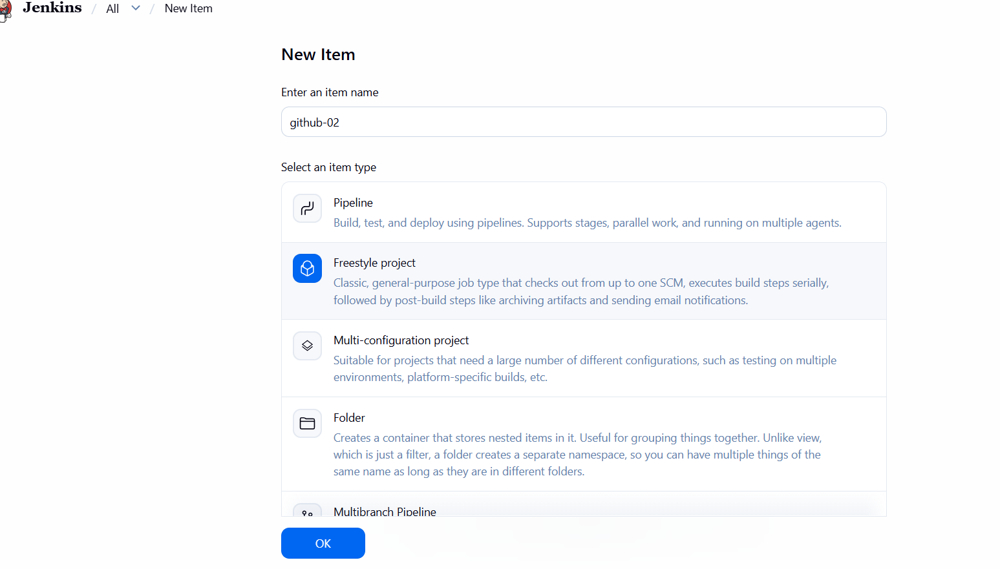 Jenkins / All / New Item
New Item
Enter an item name
github-02
Select an item type
Pipeline
Build, test, and deploy using pipelines. Supports stages, parallel work, and running on multiple agents.
Freestyle project
Classic, general-purpose job type that checks out from up to one SCM, executes build steps serially,
followed by post-build steps like archiving artifacts and sending email notifications.
Multi-configuration project
Suitable for projects that need a large number of different configurations, such as testing on multiple
environments, platform-specific builds, etc.
Folder
Creates a container that stores nested items in it. Useful for grouping things together. Unlike view,
which is just a filter, a folder creates a separate namespace, so you can have multiple things of the
same name as long as they are in different folders.
Multibranch Pipeline
OK